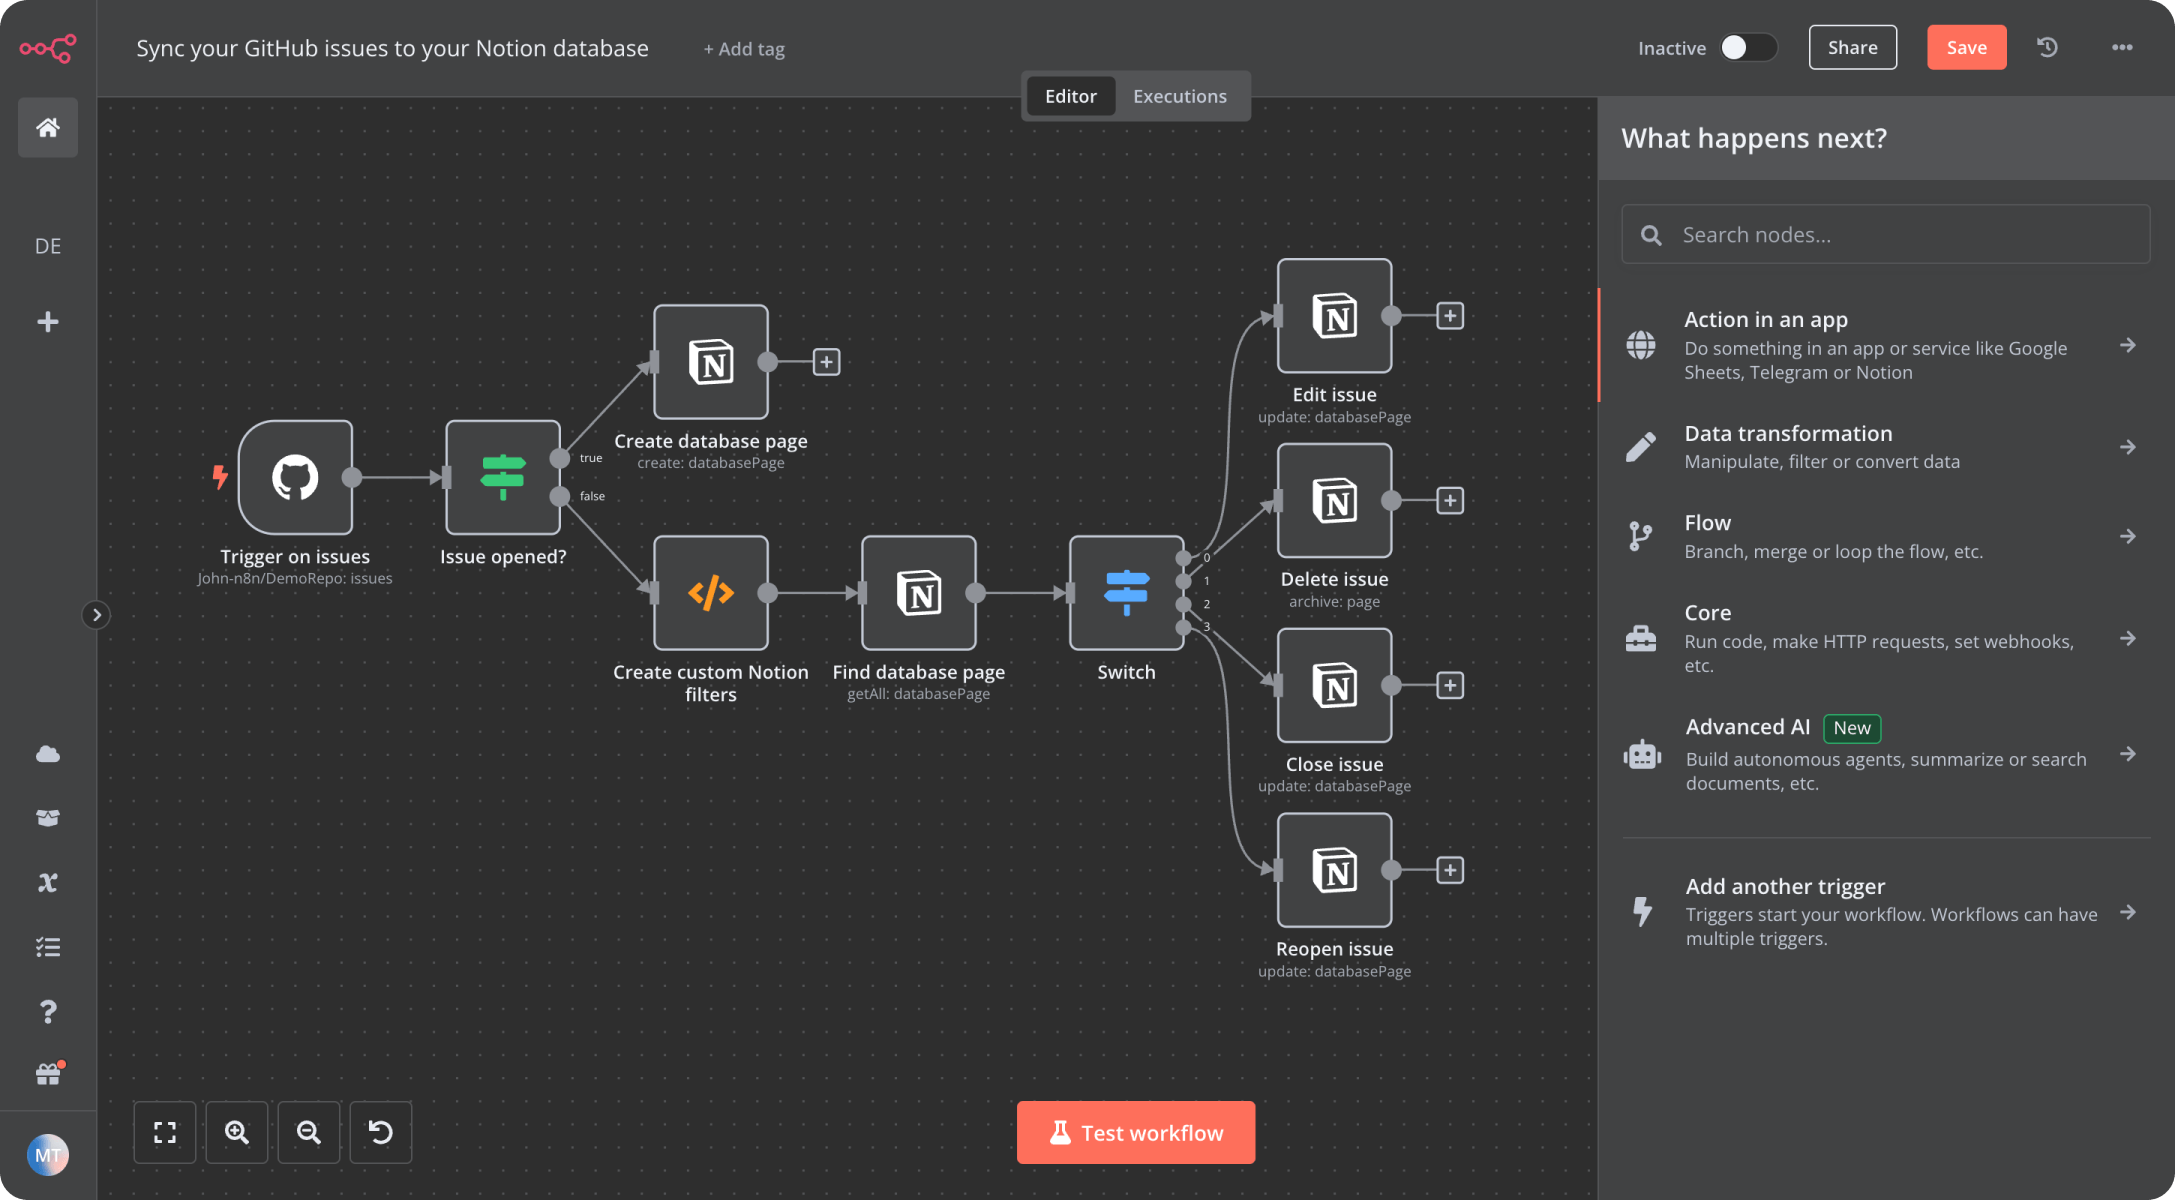 Sync your GitHub issues to your Notion database
+ Add tag
Inactive
Share
Save
Editor
Executions
DE
MT
Trigger on issues
John-n8n/DemoRepo: issues
Issue opened?
true
false
Create database page
create: databasePage
Create custom Notion
filters
Find database page
getAll: databasePage
Switch
0
1
2
3
Edit issue
update: databasePage
Delete issue
archive: page
Close issue
update: databasePage
Reopen issue
update: databasePage
Test workflow
What happens next?
Search nodes...
Action in an app
Do something in an app or service like Google
Sheets, Telegram or Notion
Data transformation
Manipulate, filter or convert data
Flow
Branch, merge or loop the flow, etc.
Core
Run code, make HTTP requests, set webhooks,
etc.
Advanced AI New
Build autonomous agents, summarize or search
documents, etc.
Add another trigger
Triggers start your workflow. Workflows can have
multiple triggers.